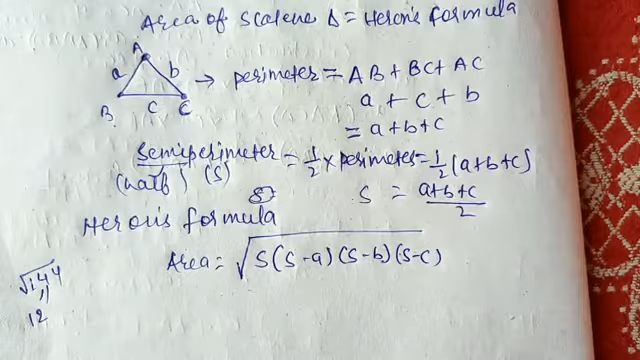 Area of scalene Δ = Heron's formula
A
a b → perimeter = AB + BC + AC
B C C a + c + b
= a+b+c
Semiperimeter = 1/2 × perimeter = 1/2 (a+b+c)
(half) (S) S = a+b+c/2
Heron's formula
Area = √S(S-a)(S-b)(S-c)
√144
12